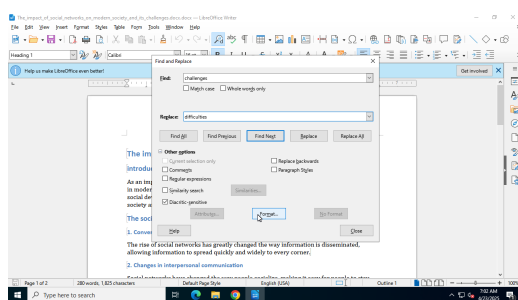 The_impact_of_social_networks_on_modern_society_and_its_challenges.docx — LibreOffice Writer
File Edit View Insert Format Styles Table Form Tools Window Help
Heading 1
Calibri
Help us make LibreOffice even better!
Get involved
Find and Replace
Find:
challenges
Match case
Whole words only
Replace:
difficulties
Find All
Find Previous
Find Next
Replace
Replace All
Other options
Current selection only
Replace backwards
Comments
Paragraph Styles
Regular expressions
Similarity search
Similarities...
Diacritic-sensitive
Attributes...
Format...
No Format
Help
Close
The im
introdu
As an imp
in moder
social de
society a
The soci
1. Conver
The rise of social networks has greatly changed the way information is disseminated,
allowing information to spread quickly and widely to every corner.
2. Changes in interpersonal communication
Page 1 of 2
280 words, 1,825 characters
Default Page Style
English (USA)
Outline 1
100%
Type here to search
7:02 AM
4/23/2025